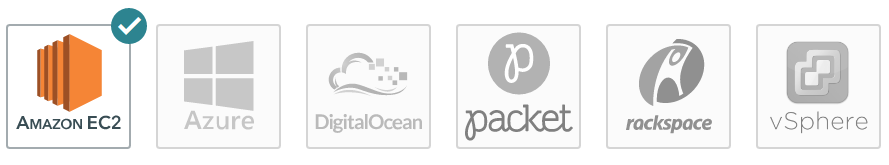 AMAZON EC2
Azure
DigitalOcean
packet
rackspace
vSphere